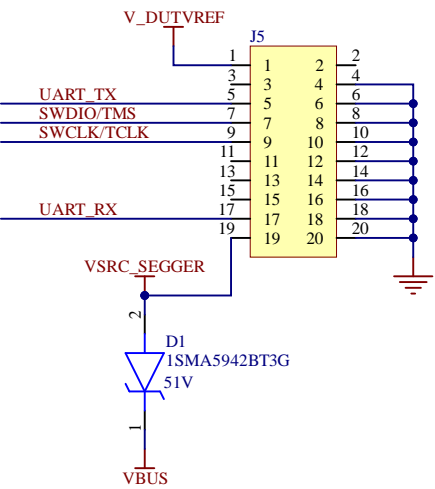 V_DUTVREF
J5
1 1 2 2
3 3 4 4
UART_TX 5 5 6 6
SWDIO/TMS 7 7 8 8
SWCLK/TCLK 9 9 10 10
11 11 12 12
13 13 14 14
15 15 16 16
UART_RX 17 17 18 18
19 19 20 20
VSRC_SEGGER
2
D1
1SMA5942BT3G
51V
1
VBUS